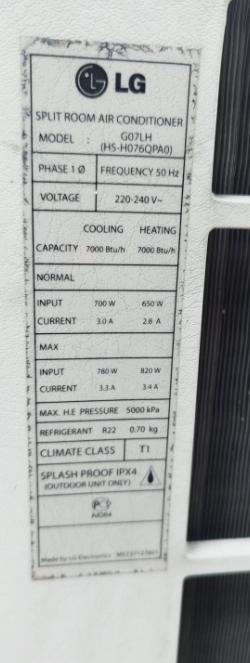 LG
SPLIT ROOM AIR CONDITIONER
MODEL : G07LH
(HS-H076QPA0)
PHASE 1 Ø FREQUENCY 50 Hz
VOLTAGE 220-240 V~
COOLING HEATING
CAPACITY 7000 Btu/h 7000 Btu/h
NORMAL
INPUT 700 W 650 W
CURRENT 3.0 A 2.8 A
MAX
INPUT 780 W 820 W
CURRENT 3.3 A 3.4 A
MAX. H.E PRESSURE 5000 kPa
REFRIGERANT R22 0.70 kg
CLIMATE CLASS T1
SPLASH PROOF IPX4
(OUTDOOR UNIT ONLY)
Made by LG Electronics